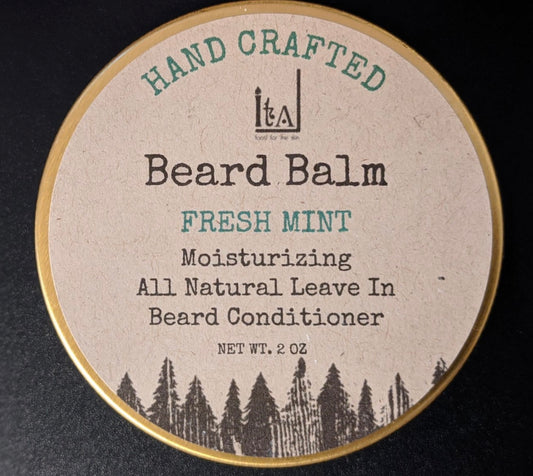 HAND CRAFTED
ItAL
food for the skin
Beard Balm
FRESH MINT
Moisturizing
All Natural Leave In
Beard Conditioner
NET WT. 2 OZ